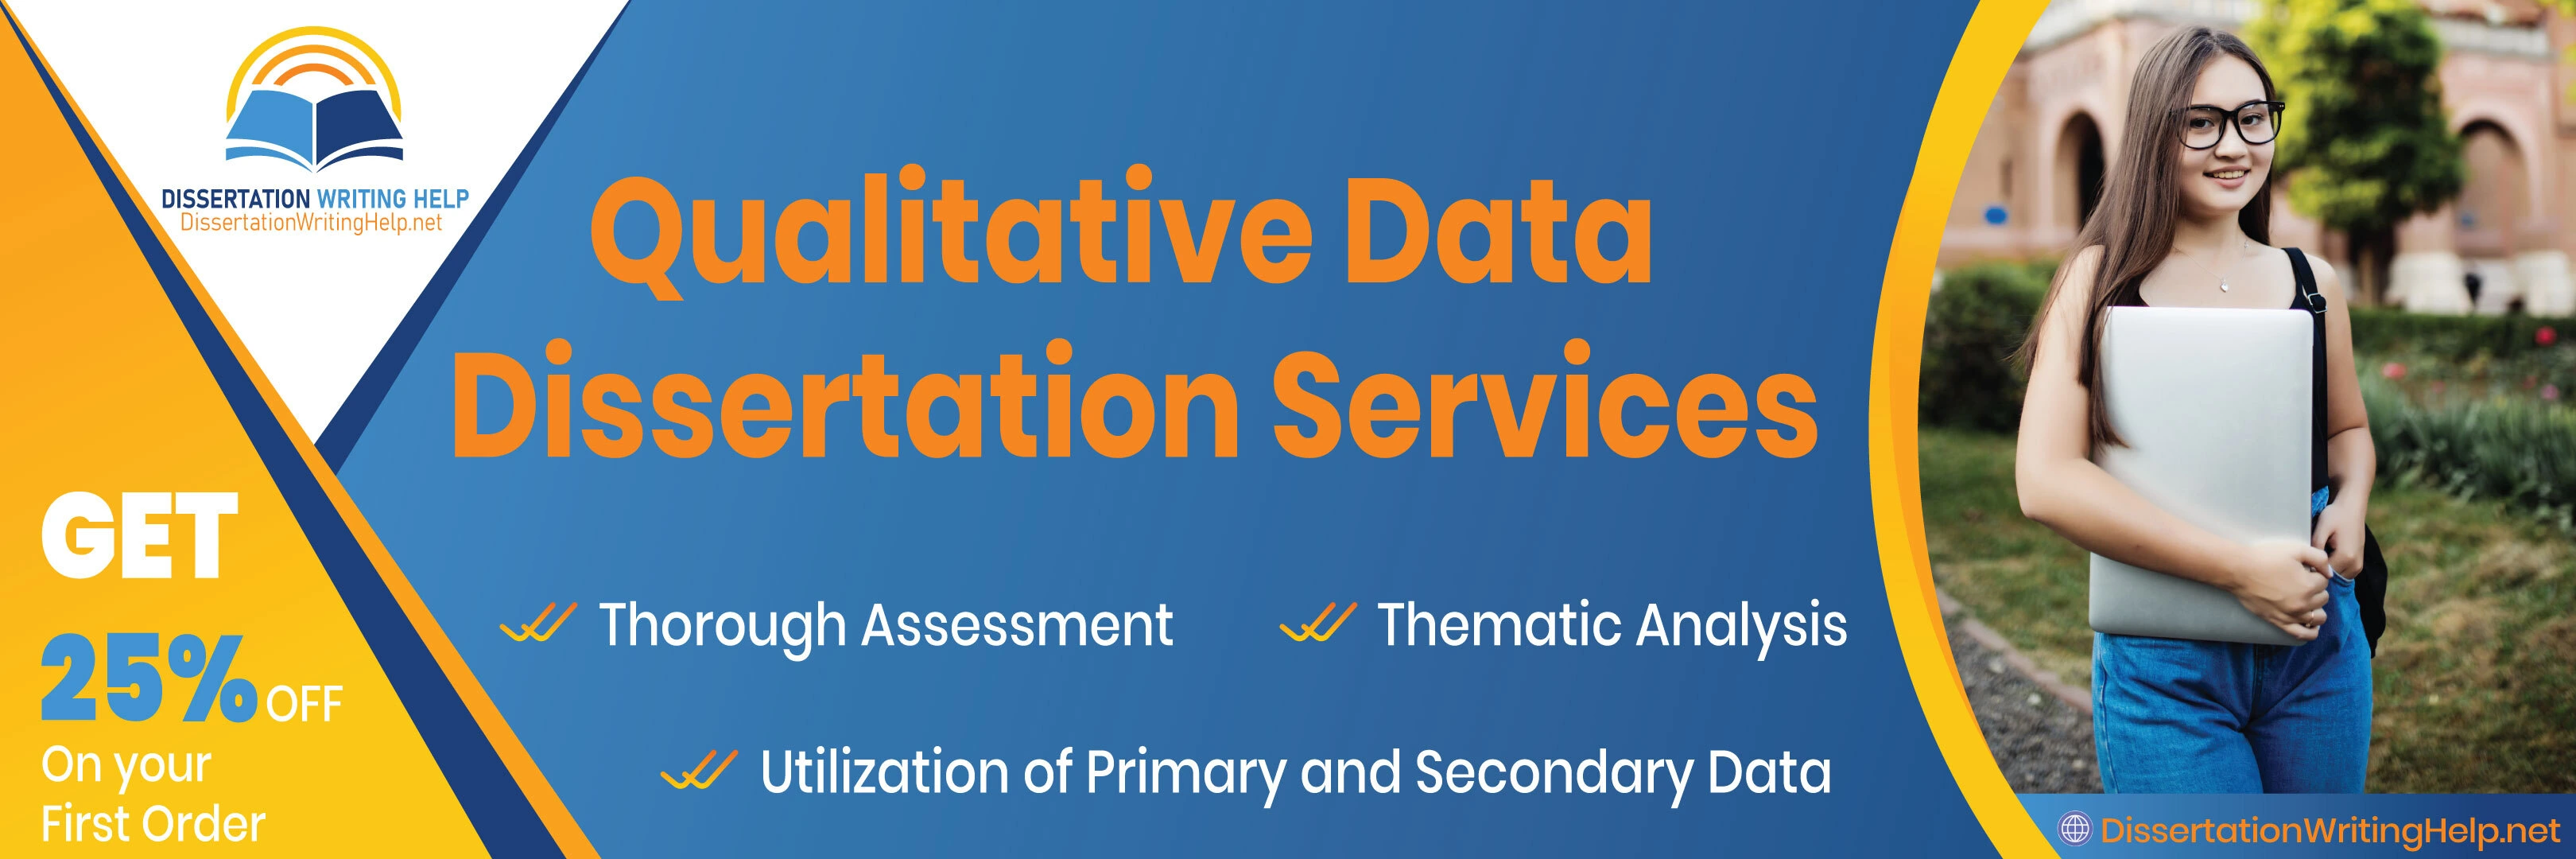 DISSERTATION WRITING HELP
DissertationWritingHelp.net
Qualitative Data
Dissertation Services
GET
25% OFF
On your
First Order
Thorough Assessment
Thematic Analysis
Utilization of Primary and Secondary Data
DissertationWritingHelp.net